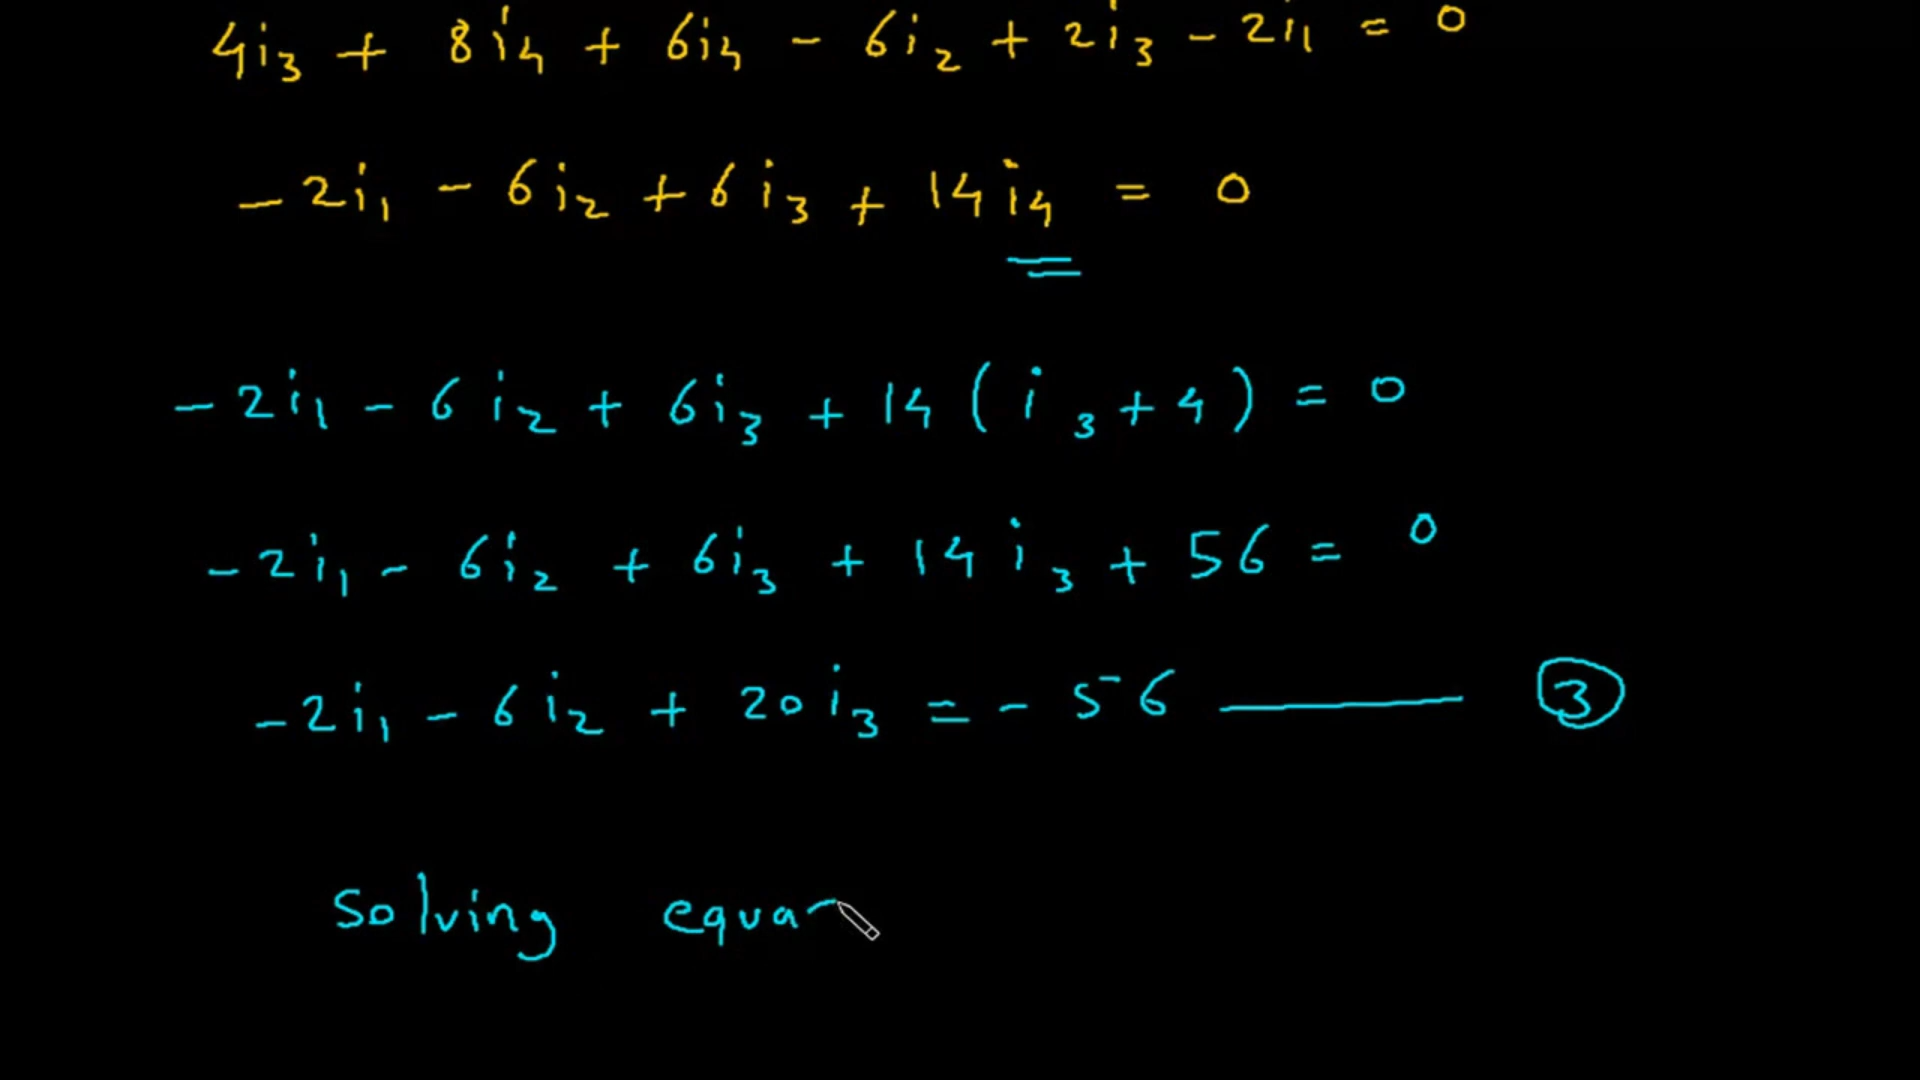 4i₃ + 8i₄ + 6i₄ - 6i₂ + 2i₃ - 2i₁ = 0
-2i₁ - 6i₂ + 6i₃ + 14i₄ = 0
-2i₁ - 6i₂ + 6i₃ + 14(i₃+4) = 0
-2i₁ - 6i₂ + 6i₃ + 14i₃ + 56 = 0
-2i₁ - 6i₂ + 20i₃ = -56 ——— ③
Solving equa